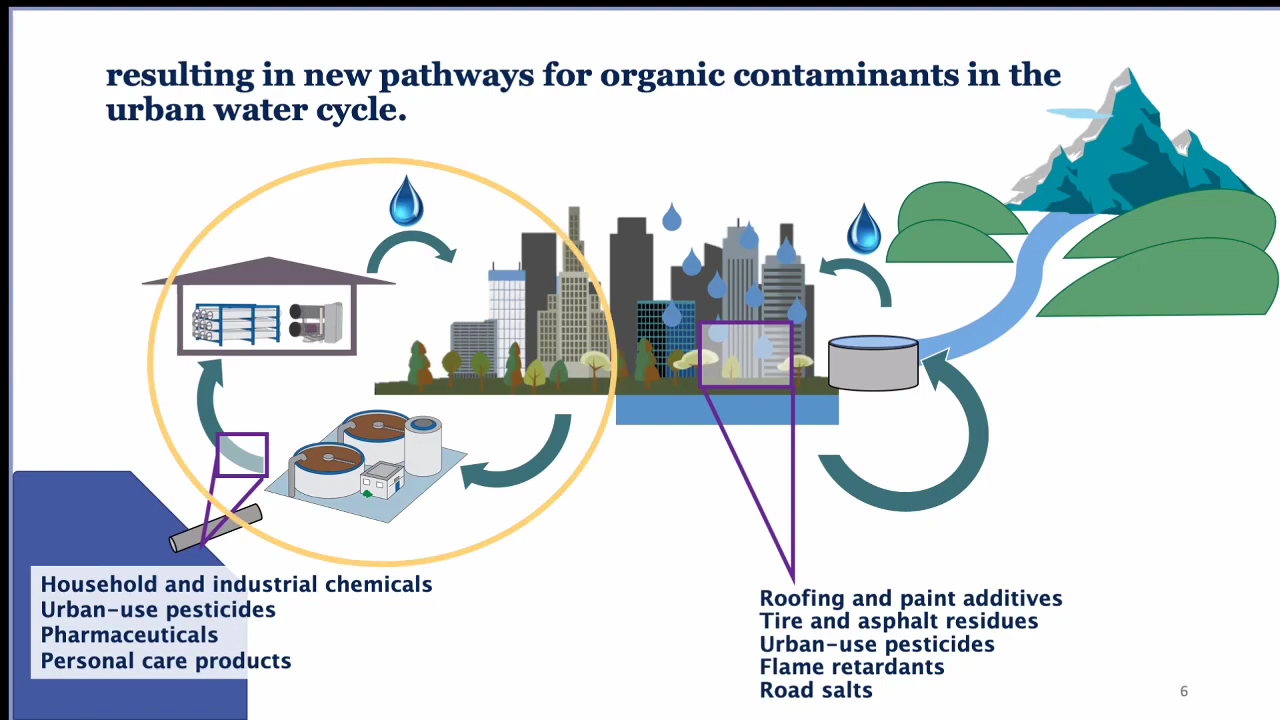 resulting in new pathways for organic contaminants in the
urban water cycle.
Household and industrial chemicals
Urban-use pesticides
Pharmaceuticals
Personal care products
Roofing and paint additives
Tire and asphalt residues
Urban-use pesticides
Flame retardants
Road salts
6